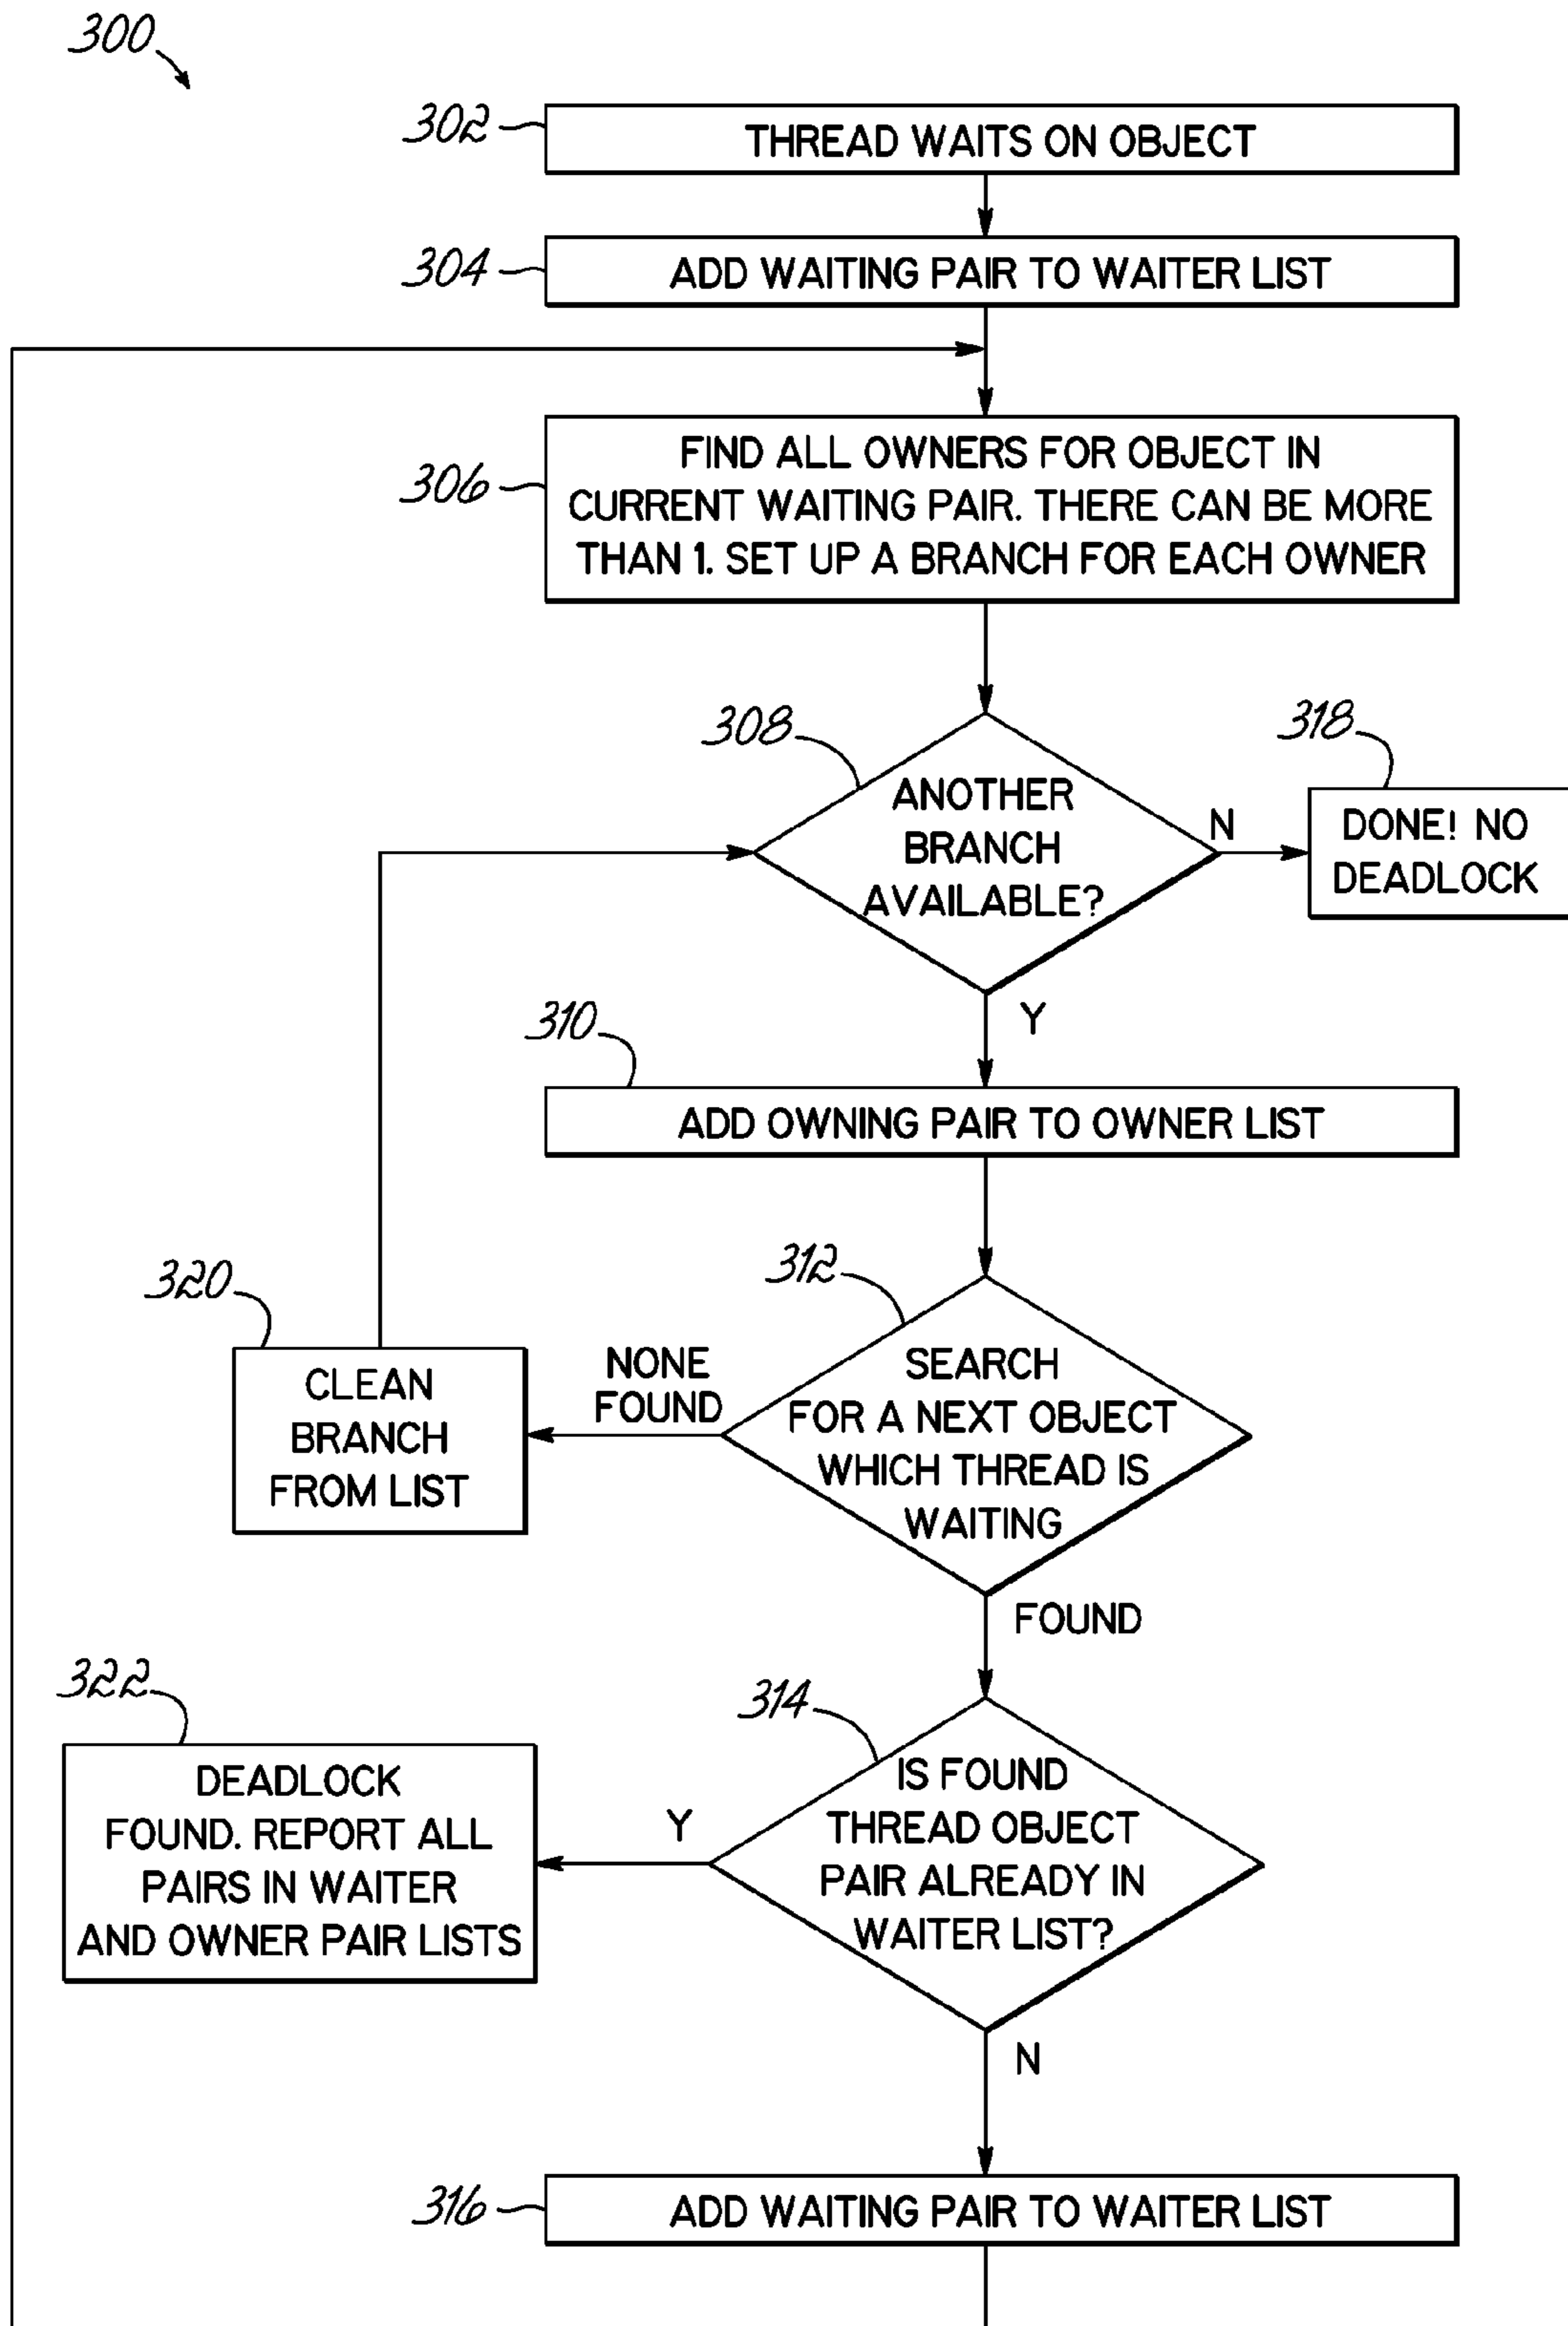 300
302
THREAD WAITS ON OBJECT
304
ADD WAITING PAIR TO WAITER LIST
306
FIND ALL OWNERS FOR OBJECT IN
CURRENT WAITING PAIR. THERE CAN BE MORE
THAN 1. SET UP A BRANCH FOR EACH OWNER
308
318
ANOTHER
BRANCH
AVAILABLE?
N
DONE! NO
DEADLOCK
Y
310
ADD OWNING PAIR TO OWNER LIST
312
320
SEARCH
FOR A NEXT OBJECT
WHICH THREAD IS
WAITING
NONE
FOUND
CLEAN
BRANCH
FROM LIST
FOUND
322
314
IS FOUND
THREAD OBJECT
PAIR ALREADY IN
WAITER LIST?
Y
DEADLOCK
FOUND. REPORT ALL
PAIRS IN WAITER
AND OWNER PAIR LISTS
N
316
ADD WAITING PAIR TO WAITER LIST